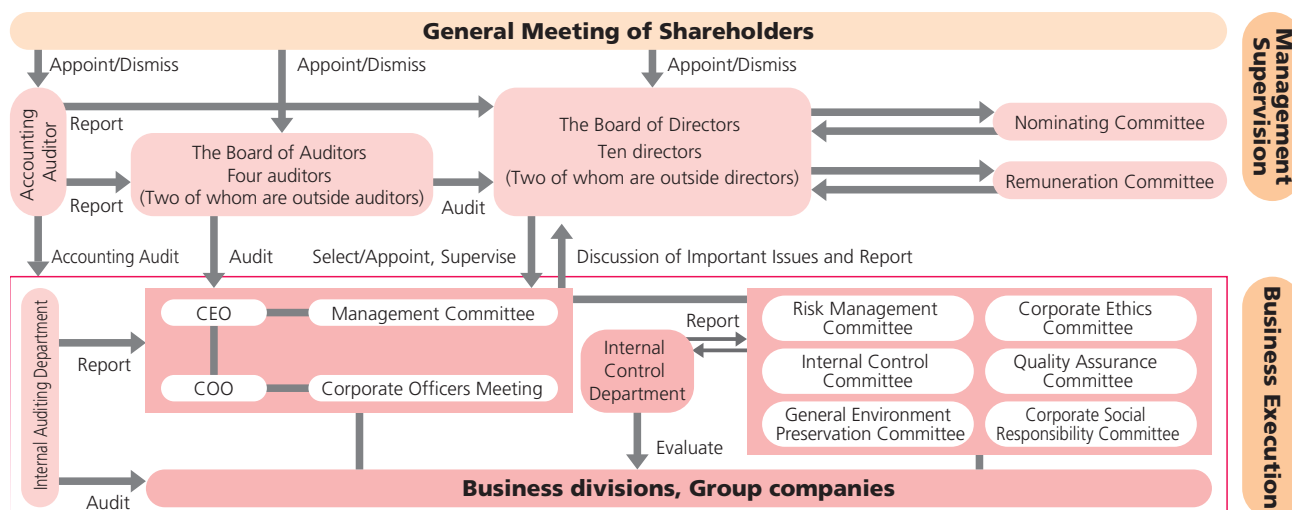 General Meeting of Shareholders
Management
Supervision
Appoint/Dismiss
Appoint/Dismiss
Appoint/Dismiss
Accounting
Auditor
Report
The Board of Directors
Ten directors
(Two of whom are outside directors)
Nominating Committee
The Board of Auditors
Four auditors
(Two of whom are outside auditors)
Report
Audit
Remuneration Committee
Accounting Audit
Audit
Select/Appoint, Supervise
Discussion of Important Issues and Report
Business Execution
Internal Auditing Department
CEO
Management Committee
Report
COO
Corporate Officers Meeting
Internal
Control
Department
Report
Risk Management
Committee
Corporate Ethics
Committee
Internal Control
Committee
Quality Assurance
Committee
General Environment
Preservation Committee
Corporate Social
Responsibility Committee
Evaluate
Audit
Business divisions, Group companies